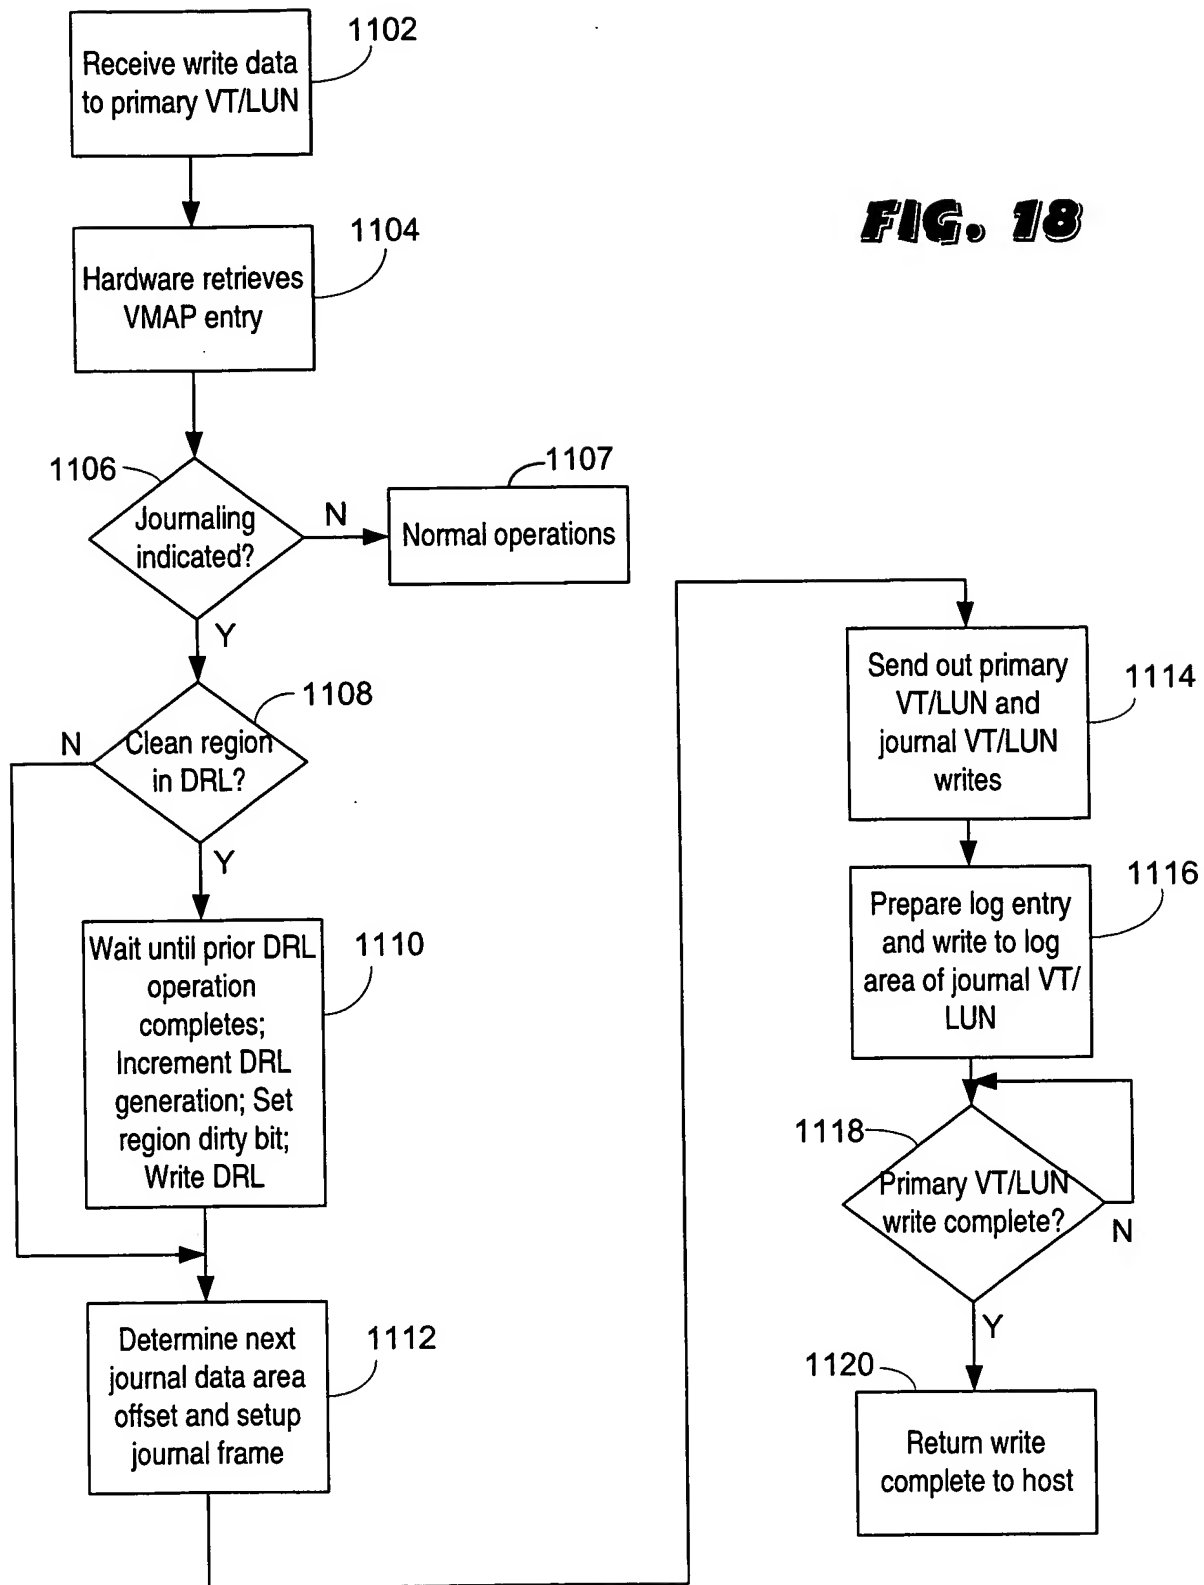 1102
Receive write data
to primary VT/LUN
FIG. 18
1104
Hardware retrieves
VMAP entry
1106
Journaling
indicated?
N
1107
Normal operations
Y
1108
N
Clean region
in DRL?
Y
Wait until prior DRL
operation
completes;
Increment DRL
generation; Set
region dirty bit;
Write DRL
1110
Determine next
journal data area
offset and setup
journal frame
1112
Send out primary
VT/LUN and
journal VT/LUN
writes
1114
Prepare log entry
and write to log
area of journal VT/
LUN
1116
1118
Primary VT/LUN
write complete?
N
Y
1120
Return write
complete to host